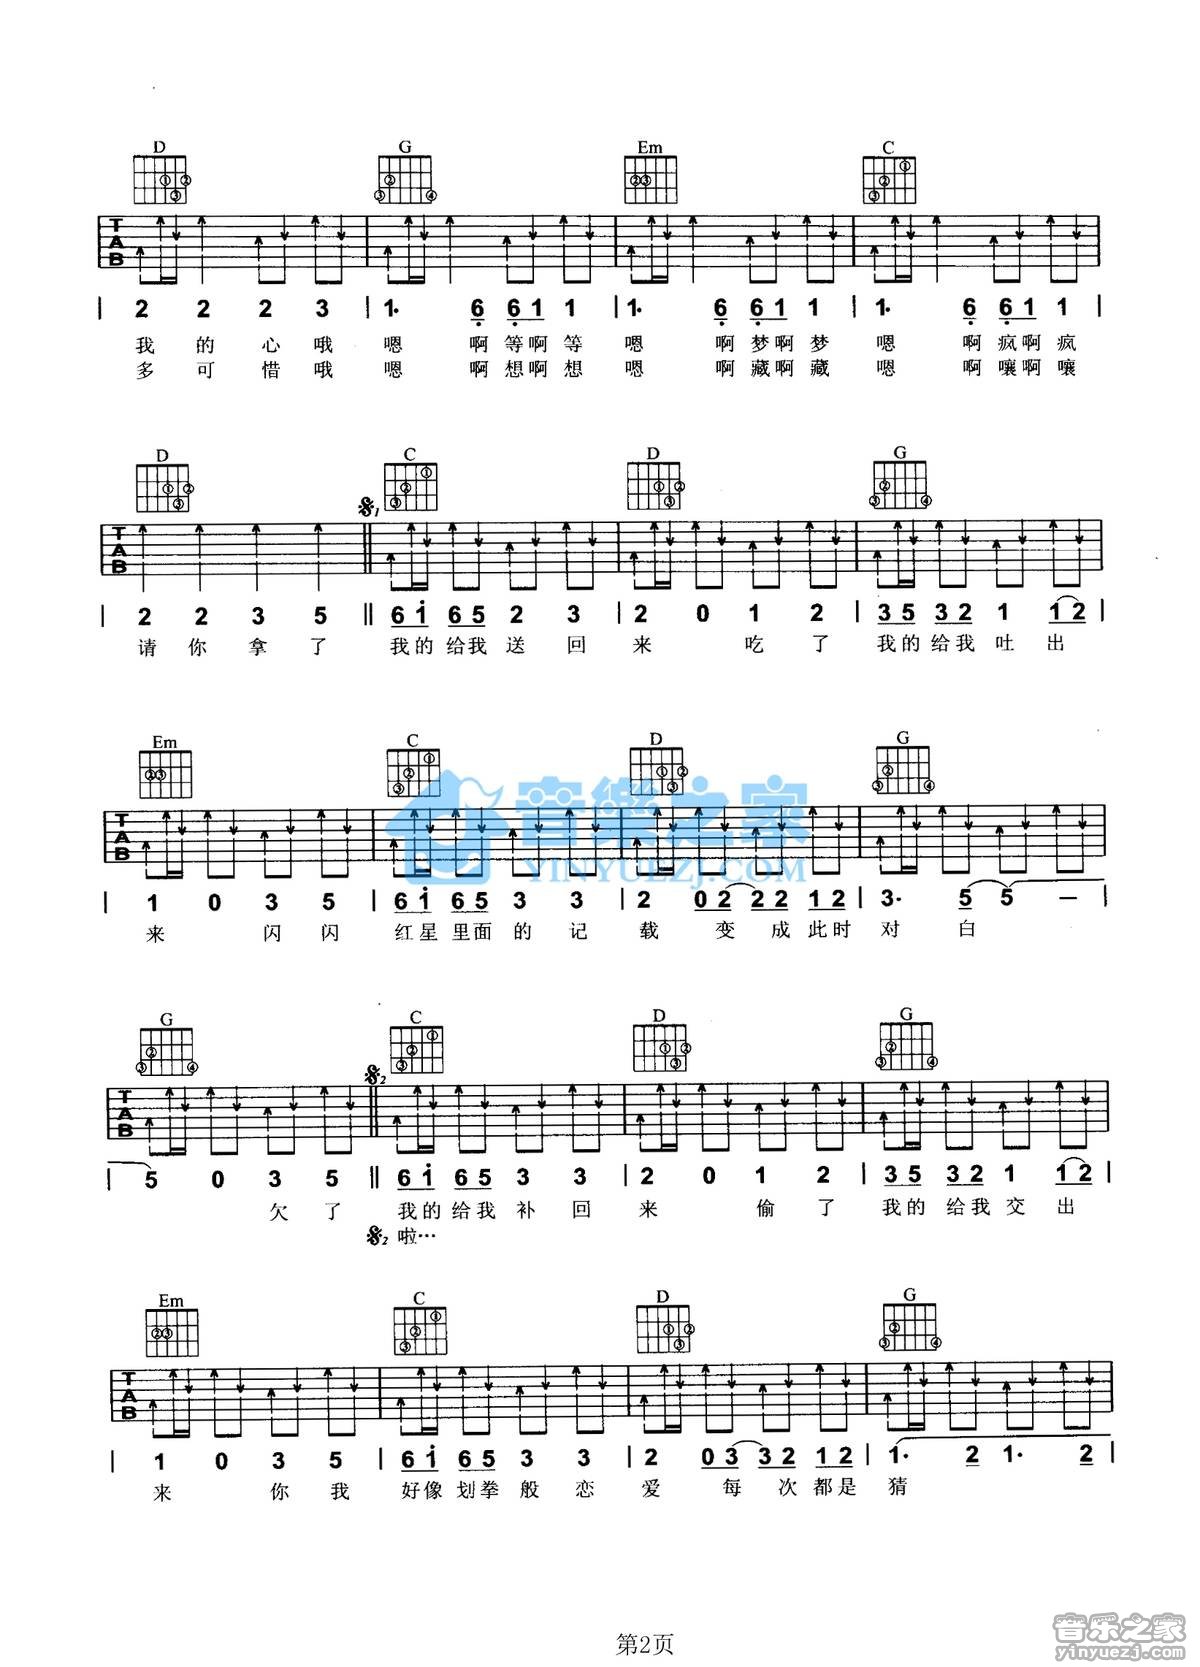 D G Em C
T A B
| 2 2 2 3 | 1· 6 6 1 1 | 1· 6 6 1 1 | 1· 6 6 1 1 |
我 的 心 哦 嗯 啊 等 啊 等 嗯 啊 梦 啊 梦 嗯 啊 疯 啊 疯
多 可 惜 哦 嗯 啊 想 啊 想 嗯 啊 藏 啊 藏 嗯 啊 嚷 啊 嚷
D C D G
𝄋1
T A B
| 2 2 3 5 ‖ 6 1̇ 6 5 2 3 | 2 0 1 2 | 3 5 3 2 1 1 2 |
请 你 拿 了 我的 给我 送 回 来 吃 了 我的 给我 吐 出
Em C D G
T A B
| 1 0 3 5 | 6 1̇ 6 5 3 3 | 2 0 2 2 2 1 2 | 3· 5 5 — |
来 闪 闪 红星 里面 的 记 载 变 成 此时 对 白
G C D G
𝄋2
T A B
| 5 0 3 5 ‖ 6 1̇ 6 5 3 3 | 2 0 1 2 | 3 5 3 2 1 1 2 |
欠 了 我的 给我 补 回 来 偷 了 我的 给我 交 出
𝄋2 啦…
Em C D G
T A B
| 1 0 3 5 | 6 1̇ 6 5 3 3 | 2 0 3 3 2 1 2 | 1· 2 1· 2 |
来 你 我 好像 划拳 般 恋 爱 每 次 都是 猜
音樂之家
YINYUEZJ.COM
第2页
音乐之家
yinyuezj.com